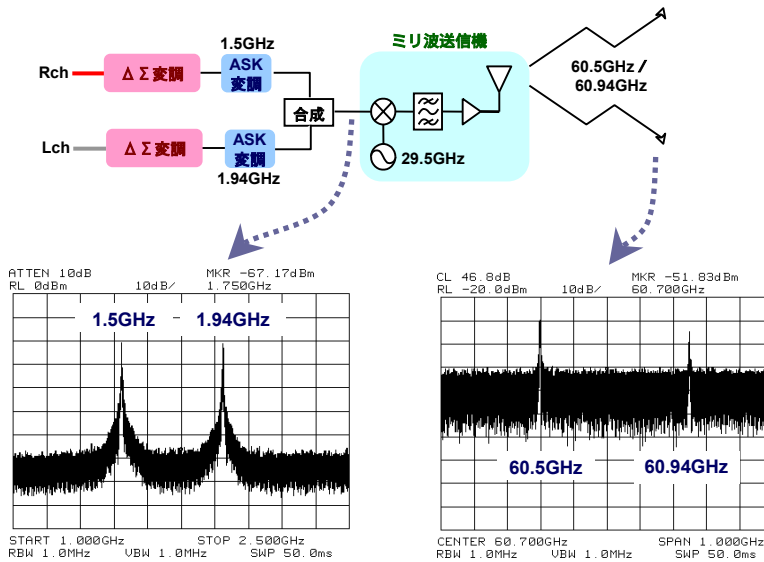 1.5GHz
ミリ波送信機
Rch
ΔΣ変調
ASK
変調
合成
60.5GHz /
60.94GHz
Lch
ΔΣ変調
ASK
変調
1.94GHz
29.5GHz
ATTEN 10dB MKR -67.17dBm
RL 0dBm 10dB/ 1.750GHz
1.5GHz 1.94GHz
START 1.000GHz STOP 2.500GHz
RBW 1.0MHz VBW 1.0MHz SWP 50.0ms
CL 46.8dB MKR -51.83dBm
RL -20.0dBm 10dB/ 60.700GHz
60.5GHz 60.94GHz
CENTER 60.700GHz SPAN 1.000GHz
RBW 1.0MHz VBW 1.0MHz SWP 50.0ms